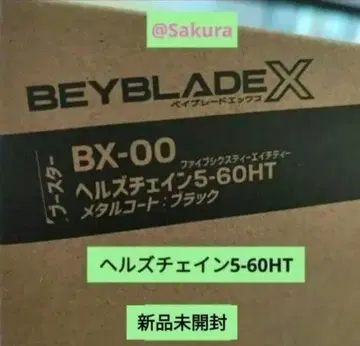 @Sakura
BEYBLADE X
ベイブレードエックス
ブースター
BX-00
ファイブシックスティーエイチティー
ヘルズチェイン5-60HT
メタルコート:ブラック
ヘルズチェイン5-60HT
新品未開封